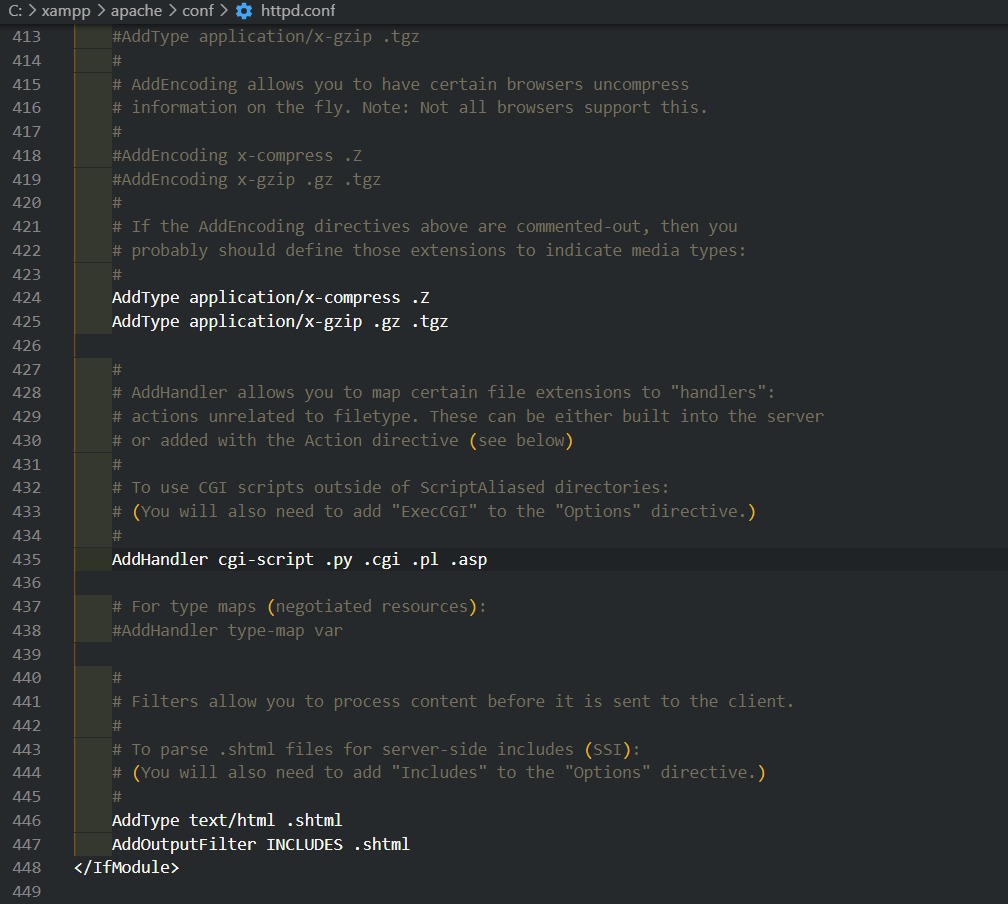 C: > xampp > apache > conf > httpd.conf
413 #AddType application/x-gzip .tgz
414 #
415 # AddEncoding allows you to have certain browsers uncompress
416 # information on the fly. Note: Not all browsers support this.
417 #
418 #AddEncoding x-compress .Z
419 #AddEncoding x-gzip .gz .tgz
420 #
421 # If the AddEncoding directives above are commented-out, then you
422 # probably should define those extensions to indicate media types:
423 #
424 AddType application/x-compress .Z
425 AddType application/x-gzip .gz .tgz
426
427 #
428 # AddHandler allows you to map certain file extensions to "handlers":
429 # actions unrelated to filetype. These can be either built into the server
430 # or added with the Action directive (see below)
431 #
432 # To use CGI scripts outside of ScriptAliased directories:
433 # (You will also need to add "ExecCGI" to the "Options" directive.)
434 #
435 AddHandler cgi-script .py .cgi .pl .asp
436
437 # For type maps (negotiated resources):
438 #AddHandler type-map var
439
440 #
441 # Filters allow you to process content before it is sent to the client.
442 #
443 # To parse .shtml files for server-side includes (SSI):
444 # (You will also need to add "Includes" to the "Options" directive.)
445 #
446 AddType text/html .shtml
447 AddOutputFilter INCLUDES .shtml
448 </IfModule>
449